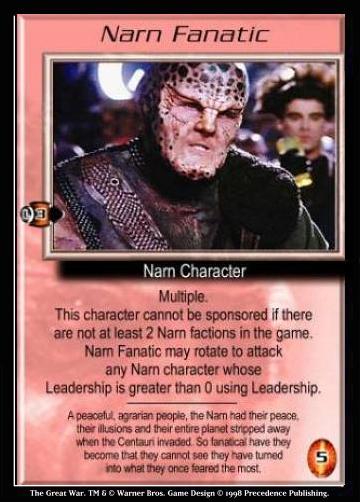 Narn Fanatic
Narn Character
Multiple.
This character cannot be sponsored if there
are not at least 2 Narn factions in the game.
Narn Fanatic may rotate to attack
any Narn character whose
Leadership is greater than 0 using Leadership.
A peaceful, agrarian people, the Narn had their peace,
their illusions and their entire planet stripped away
when the Centauri invaded. So fanatical have they
become that they cannot see they have turned
into what they once feared the most.
5
The Great War. TM & © Warner Bros. Game Design © 1998 Precedence Publishing.